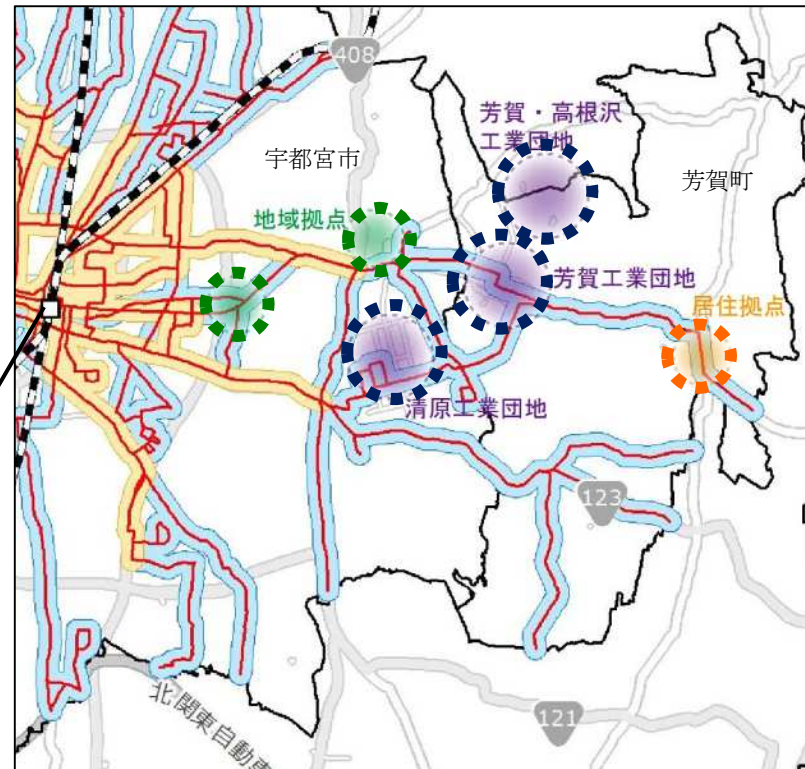 408
芳賀・高根沢
工業団地
宇都宮市
芳賀町
地域拠点
芳賀工業団地
居住拠点
清原工業団地
123
121
北関東自動車